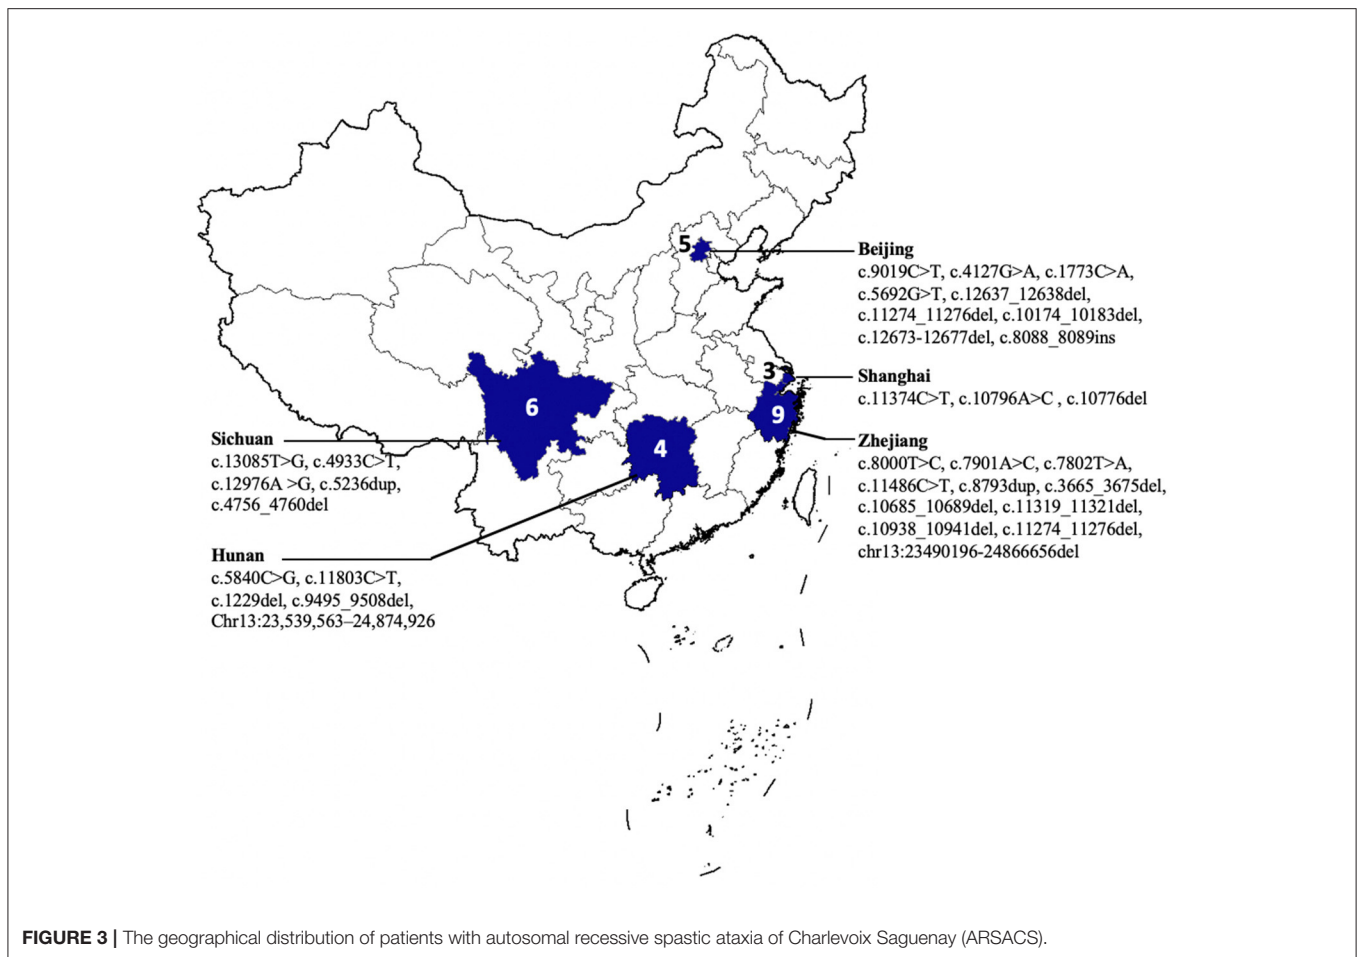 5
Beijing
c.9019C>T, c.4127G>A, c.1773C>A,
c.5692G>T, c.12637_12638del,
c.11274_11276del, c.10174_10183del,
c.12673-12677del, c.8088_8089ins
3
Shanghai
c.11374C>T, c.10796A>C , c.10776del
9
Zhejiang
c.8000T>C, c.7901A>C, c.7802T>A,
c.11486C>T, c.8793dup, c.3665_3675del,
c.10685_10689del, c.11319_11321del,
c.10938_10941del, c.11274_11276del,
chr13:23490196-24866656del
6
Sichuan
c.13085T>G, c.4933C>T,
c.12976A >G, c.5236dup,
c.4756_4760del
4
Hunan
c.5840C>G, c.11803C>T,
c.1229del, c.9495_9508del,
Chr13:23,539,563–24,874,926
FIGURE 3 | The geographical distribution of patients with autosomal recessive spastic ataxia of Charlevoix Saguenay (ARSACS).